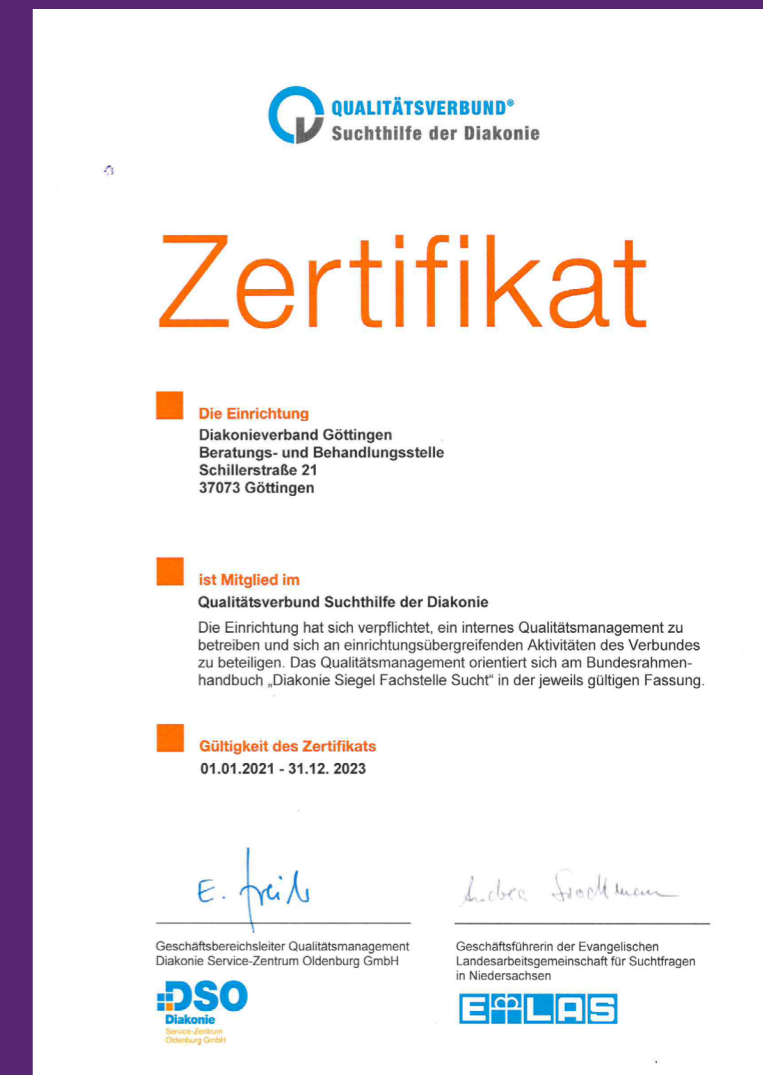 QUALITÄTSVERBUND®
Suchthilfe der Diakonie
Zertifikat
Die Einrichtung
Diakonieverband Göttingen
Beratungs- und Behandlungsstelle
Schillerstraße 21
37073 Göttingen
ist Mitglied im
Qualitätsverbund Suchthilfe der Diakonie
Die Einrichtung hat sich verpflichtet, ein internes Qualitätsmanagement zu
betreiben und sich an einrichtungsübergreifenden Aktivitäten des Verbundes
zu beteiligen. Das Qualitätsmanagement orientiert sich am Bundesrahmen-
handbuch „Diakonie Siegel Fachstelle Sucht“ in der jeweils gültigen Fassung.
Gültigkeit des Zertifikats
01.01.2021 - 31.12. 2023
E.
Geschäftsbereichsleiter Qualitätsmanagement
Diakonie Service-Zentrum Oldenburg GmbH
DSO
Diakonie
Service-Zentrum
Oldenburg GmbH
Andrea
Geschäftsführerin der Evangelischen
Landesarbeitsgemeinschaft für Suchtfragen
in Niedersachsen
ELAS